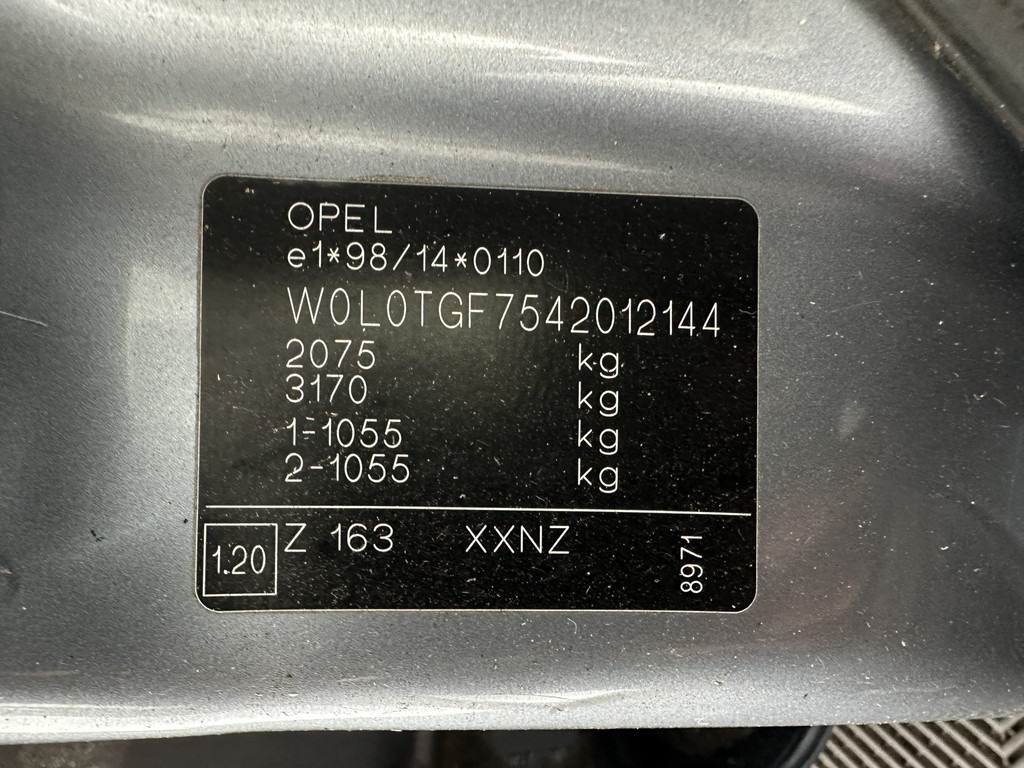 OPEL
e1*98/14*0110
W0L0TGF7542012144
2075 kg
3170 kg
1-1055 kg
2-1055 kg
1.20 Z 163 XXNZ 8971